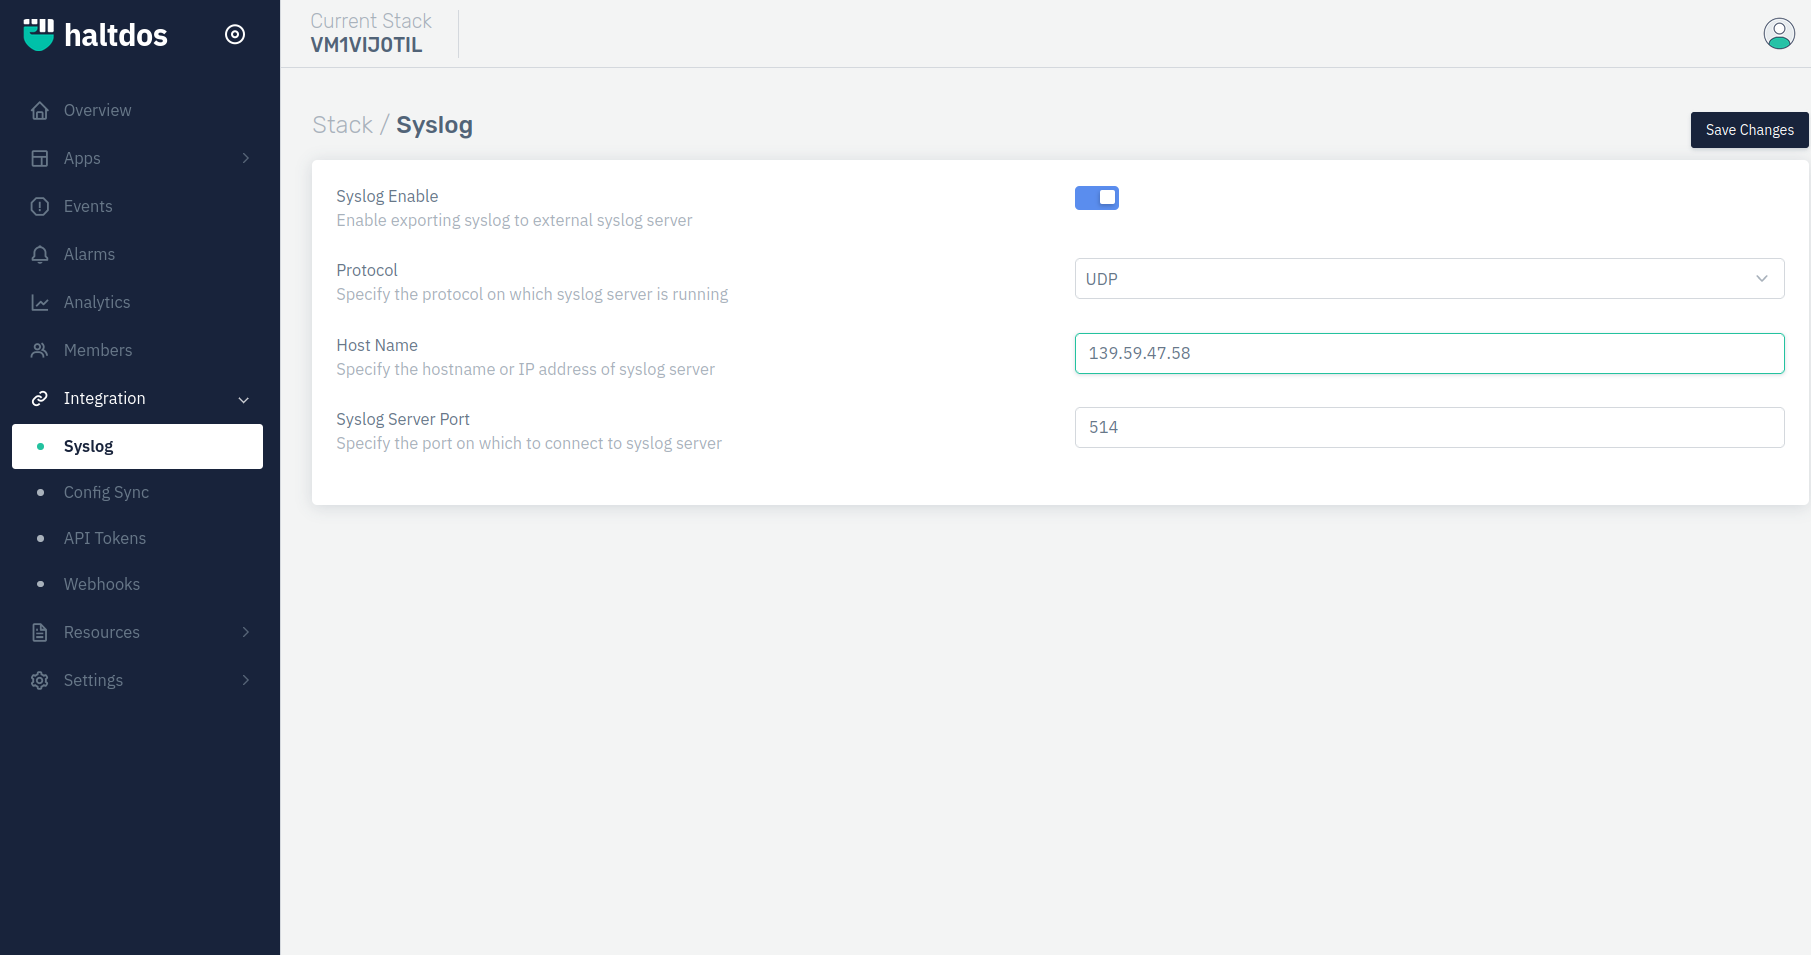 haltdos
Current Stack
VM1VIJ0TIL
Overview
Apps
Events
Alarms
Analytics
Members
Integration
Syslog
Config Sync
API Tokens
Webhooks
Resources
Settings
Stack / Syslog
Save Changes
Syslog Enable
Enable exporting syslog to external syslog server
Protocol
Specify the protocol on which syslog server is running
UDP
Host Name
Specify the hostname or IP address of syslog server
139.59.47.58
Syslog Server Port
Specify the port on which to connect to syslog server
514